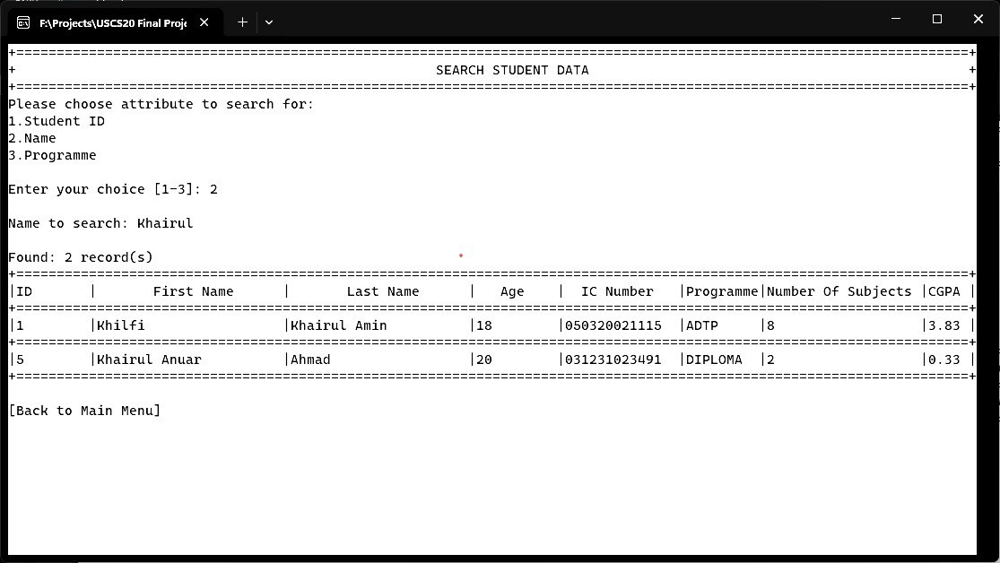 F:\Projects\USCS20 Final Proje
+======================================================================================================================+
+                                                    SEARCH STUDENT DATA                                               +
+======================================================================================================================+
Please choose attribute to search for:
1.Student ID
2.Name
3.Programme
Enter your choice [1-3]: 2
Name to search: Khairul
Found: 2 record(s)
+======================================================================================================================+
|ID       |       First Name      |       Last Name      |   Age    |  IC Number   |Programme|Number Of Subjects |CGPA |
+======================================================================================================================+
|1        |Khilfi                 |Khairul Amin          |18        |050320021115  |ADTP     |8                  |3.83 |
+======================================================================================================================+
|5        |Khairul Anuar          |Ahmad                 |20        |031231023491  |DIPLOMA  |2                  |0.33 |
+======================================================================================================================+
[Back to Main Menu]